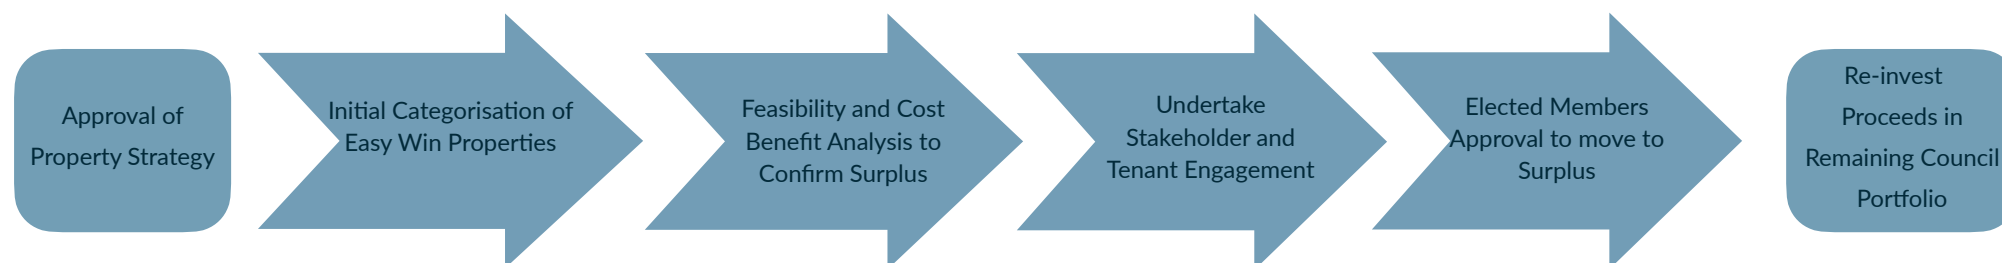 Approval of
Property Strategy
Initial Categorisation of
Easy Win Properties
Feasibility and Cost
Benefit Analysis to
Confirm Surplus
Undertake
Stakeholder and
Tenant Engagement
Elected Members
Approval to move to
Surplus
Re-invest
Proceeds in
Remaining Council
Portfolio